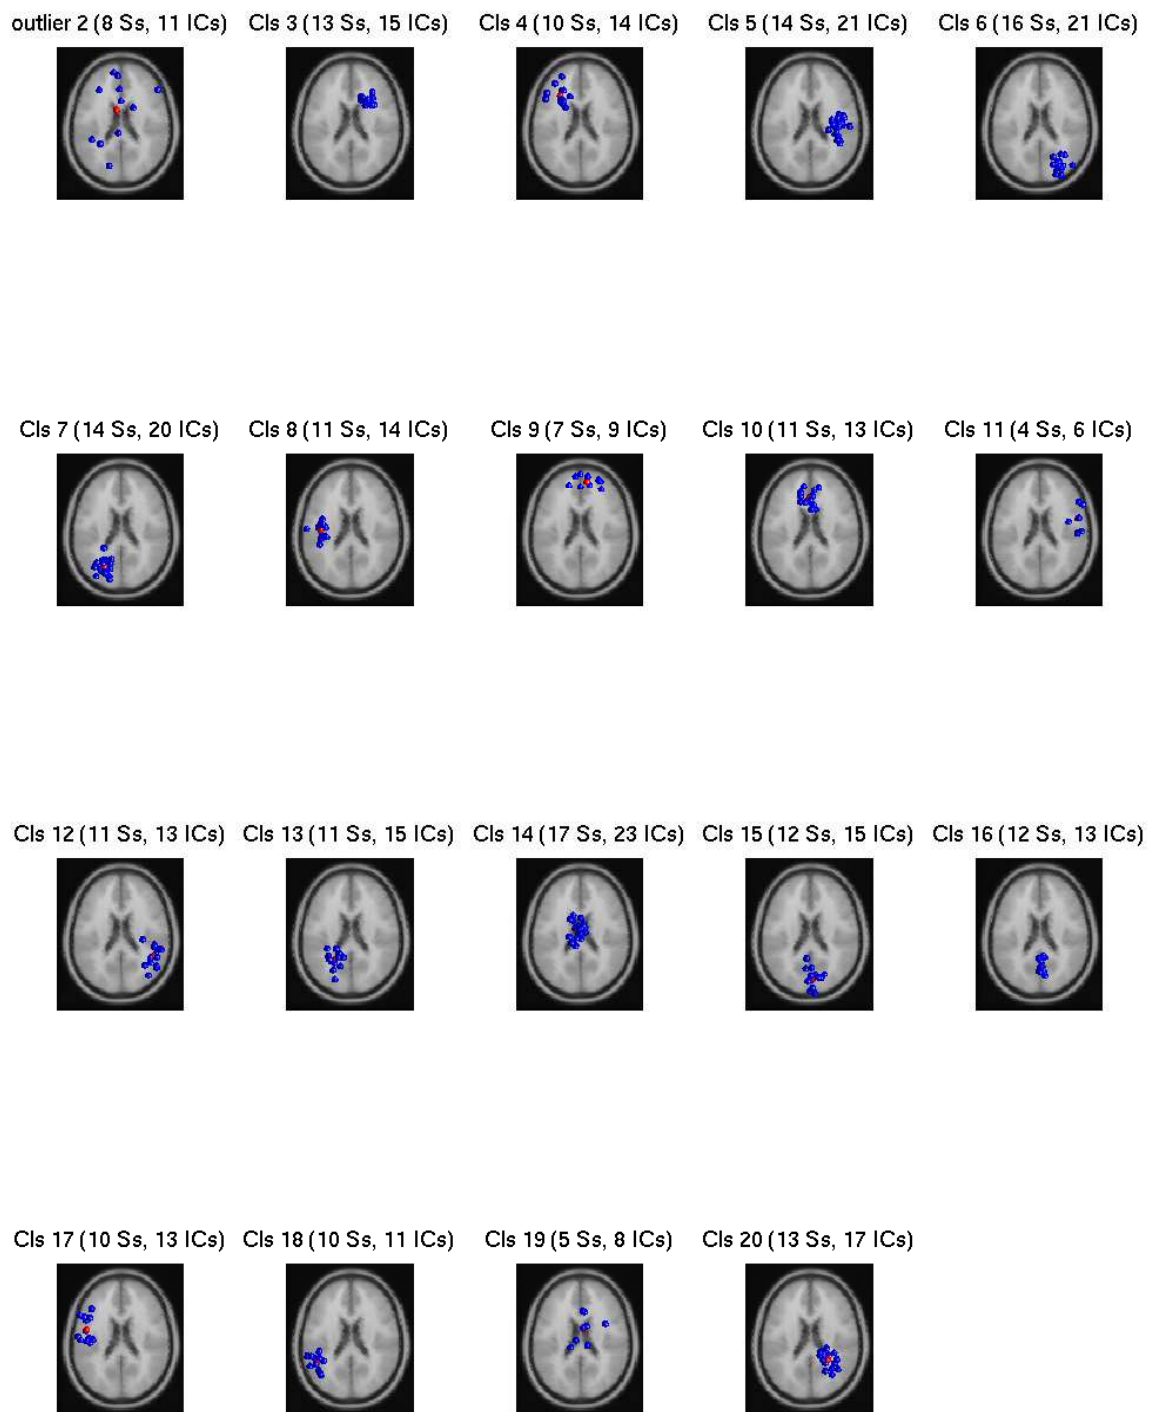 outlier 2 (8 Ss, 11 ICs)
Cls 3 (13 Ss, 15 ICs)
Cls 4 (10 Ss, 14 ICs)
Cls 5 (14 Ss, 21 ICs)
Cls 6 (16 Ss, 21 ICs)
Cls 7 (14 Ss, 20 ICs)
Cls 8 (11 Ss, 14 ICs)
Cls 9 (7 Ss, 9 ICs)
Cls 10 (11 Ss, 13 ICs)
Cls 11 (4 Ss, 6 ICs)
Cls 12 (11 Ss, 13 ICs)
Cls 13 (11 Ss, 15 ICs)
Cls 14 (17 Ss, 23 ICs)
Cls 15 (12 Ss, 15 ICs)
Cls 16 (12 Ss, 13 ICs)
Cls 17 (10 Ss, 13 ICs)
Cls 18 (10 Ss, 11 ICs)
Cls 19 (5 Ss, 8 ICs)
Cls 20 (13 Ss, 17 ICs)